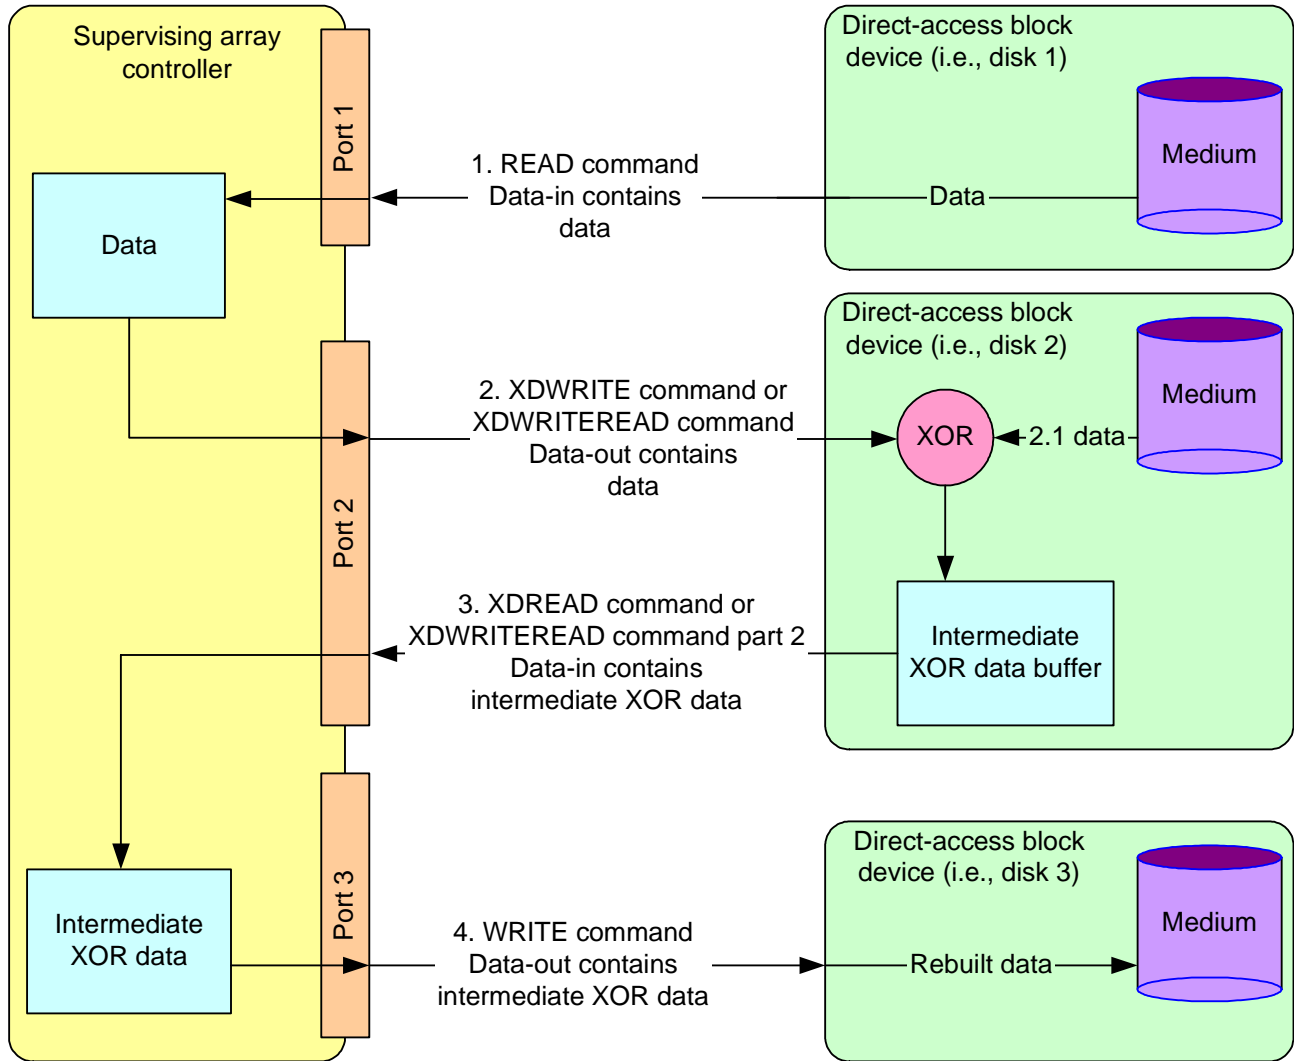 Supervising array
controller
Port 1
Data
1. READ command
Data-in contains
data
Direct-access block
device (i.e., disk 1)
Data
Medium
Port 2
2. XDWRITE command or
XDWRITEREAD command
Data-out contains
data
Direct-access block
device (i.e., disk 2)
XOR
2.1 data
Medium
3. XDREAD command or
XDWRITEREAD command part 2
Data-in contains
intermediate XOR data
Intermediate
XOR data buffer
Intermediate
XOR data
Port 3
4. WRITE command
Data-out contains
intermediate XOR data
Direct-access block
device (i.e., disk 3)
Rebuilt data
Medium